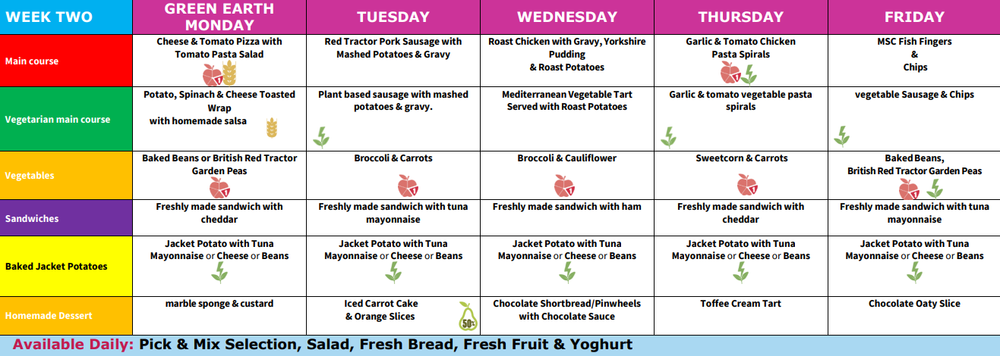 WEEK TWO
GREEN EARTH
MONDAY
TUESDAY
WEDNESDAY
THURSDAY
FRIDAY
Main course
Cheese & Tomato Pizza with
Tomato Pasta Salad
1
Red Tractor Pork Sausage with
Mashed Potatoes & Gravy
Roast Chicken with Gravy, Yorkshire
Pudding
& Roast Potatoes
Garlic & Tomato Chicken
Pasta Spirals
1
MSC Fish Fingers
&
Chips
Vegetarian main course
Potato, Spinach & Cheese Toasted
Wrap
with homemade salsa
Plant based sausage with mashed
potatoes & gravy.
Mediterranean Vegetable Tart
Served with Roast Potatoes
Garlic & tomato vegetable pasta
spirals
vegetable Sausage & Chips
Vegetables
Baked Beans or British Red Tractor
Garden Peas
1
Broccoli & Carrots
1
Broccoli & Cauliflower
1
Sweetcorn & Carrots
1
Baked Beans,
British Red Tractor Garden Peas
1
Sandwiches
Freshly made sandwich with
cheddar
Freshly made sandwich with tuna
mayonnaise
Freshly made sandwich with ham
Freshly made sandwich with
cheddar
Freshly made sandwich with tuna
mayonnaise
Baked Jacket Potatoes
Jacket Potato with Tuna
Mayonnaise or Cheese or Beans
Jacket Potato with Tuna
Mayonnaise or Cheese or Beans
Jacket Potato with Tuna
Mayonnaise or Cheese or Beans
Jacket Potato with Tuna
Mayonnaise or Cheese or Beans
Jacket Potato with Tuna
Mayonnaise or Cheese or Beans
Homemade Dessert
marble sponge & custard
Iced Carrot Cake
& Orange Slices
50%
Chocolate Shortbread/Pinwheels
with Chocolate Sauce
Toffee Cream Tart
Chocolate Oaty Slice
Available Daily: Pick & Mix Selection, Salad, Fresh Bread, Fresh Fruit & Yoghurt